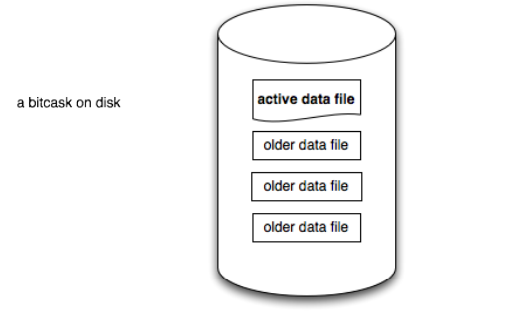 a bitcask on disk
active data file
older data file
older data file
older data file